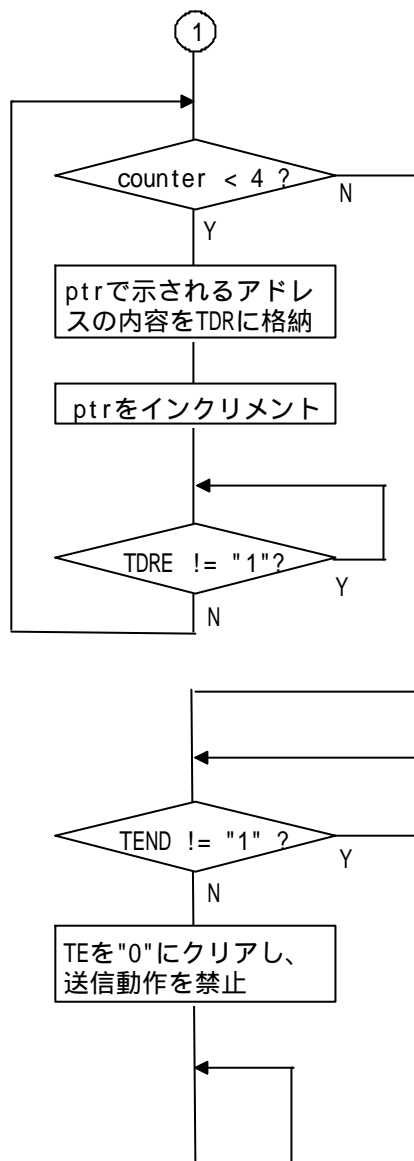 1
counter < 4 ?
N
Y
ptrで示されるアドレ
スの内容をTDRに格納
ptrをインクリメント
TDRE != "1"?
Y
N
TEND != "1" ?
Y
N
TEを"0"にクリアし、
送信動作を禁止